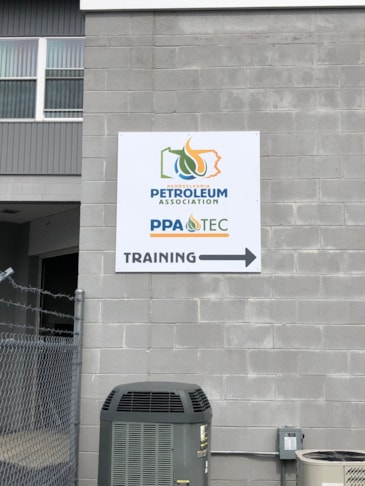 PENNSYLVANIA
PETROLEUM
ASSOCIATION
PPA TEC
TRAINING